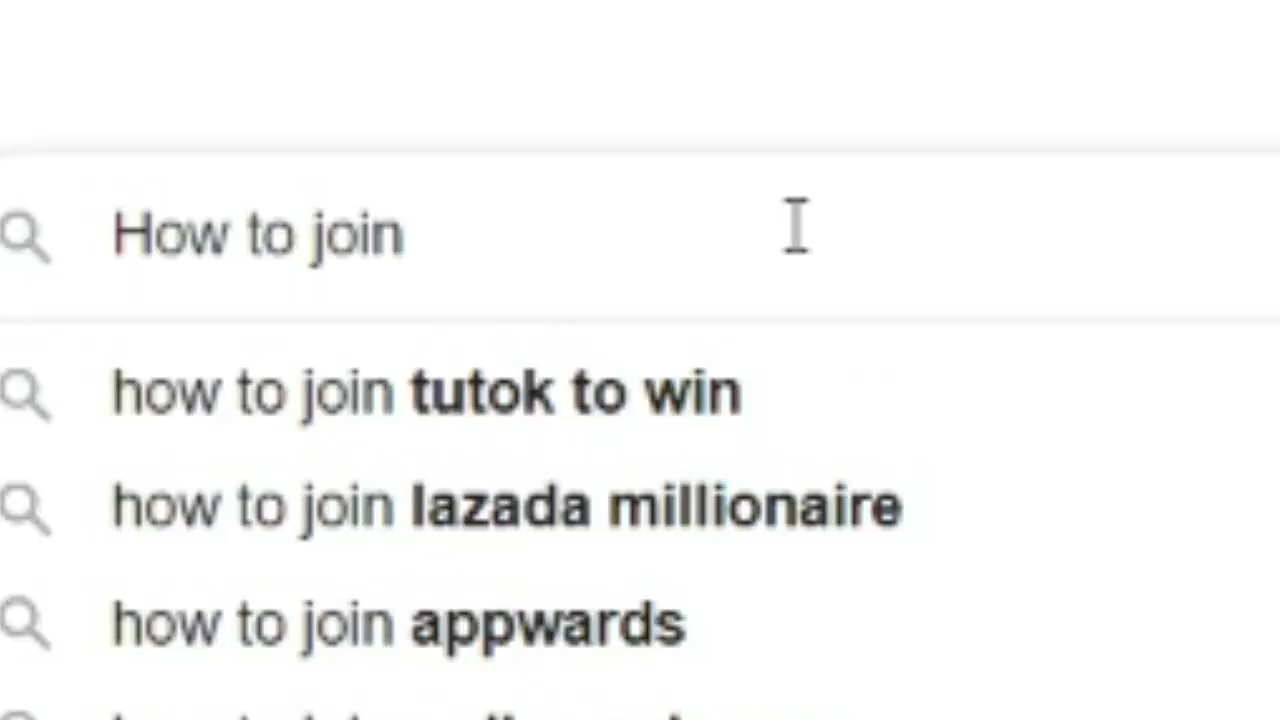 How to join
how to join tutok to win
how to join lazada millionaire
how to join appwards